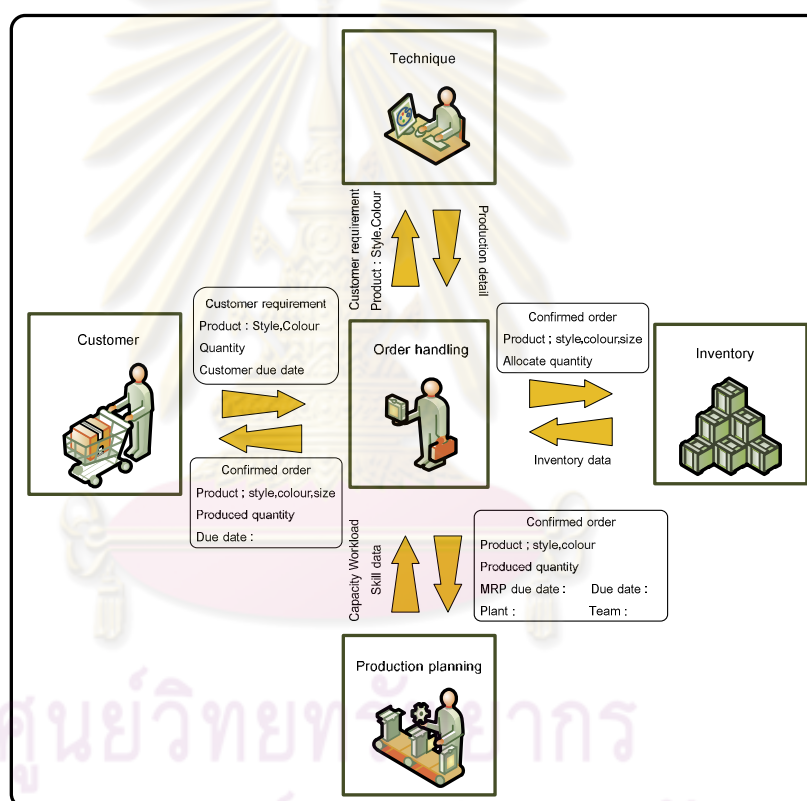 Technique
Customer requirement
Product : Style,Colour
Production detail
Customer requirement
Product : Style,Colour
Quantity
Customer due date
Customer
Order handling
Confirmed order
Product ; style,colour,size
Allocate quantity
Inventory
Inventory data
Confirmed order
Product ; style,colour,size
Produced quantity
Due date :
Capacity Workload
Skill data
Confirmed order
Product ; style,colour
Produced quantity
MRP due date : Due date :
Plant : Team :
Production planning
ศูนย์วิทยทรัพยากร